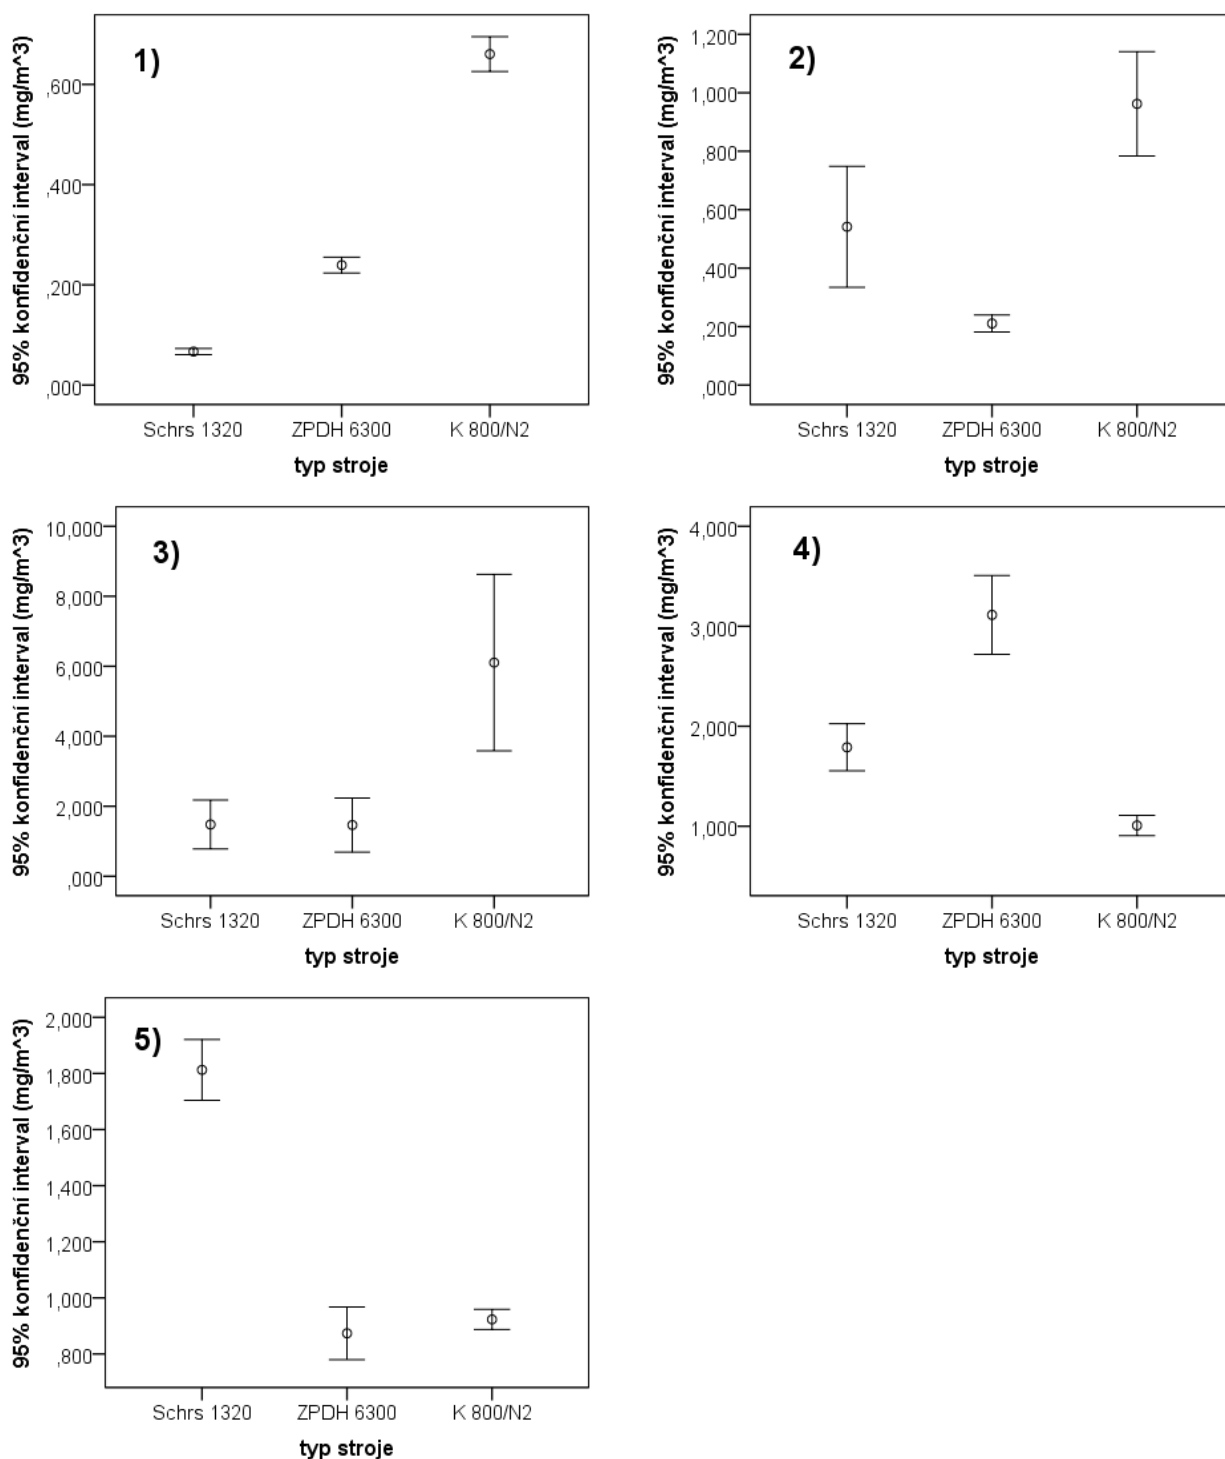 1)
95% konfidenční interval (mg/m^3)
,600
,400
,200
,000
Schrs 1320 ZPDH 6300 K 800/N2
typ stroje
2)
95% konfidenční interval (mg/m^3)
1,200
1,000
,800
,600
,400
,200
,000
Schrs 1320 ZPDH 6300 K 800/N2
typ stroje
3)
95% konfidenční interval (mg/m^3)
10,000
8,000
6,000
4,000
2,000
,000
Schrs 1320 ZPDH 6300 K 800/N2
typ stroje
4)
95% konfidenční interval (mg/m^3)
4,000
3,000
2,000
1,000
Schrs 1320 ZPDH 6300 K 800/N2
typ stroje
5)
95% konfidenční interval (mg/m^3)
2,000
1,800
1,600
1,400
1,200
1,000
,800
Schrs 1320 ZPDH 6300 K 800/N2
typ stroje